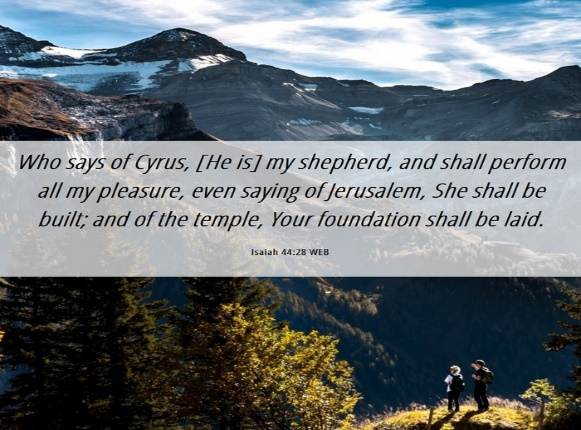 Who says of Cyrus, [He is] my shepherd, and shall perform
all my pleasure, even saying of Jerusalem, She shall be
built; and of the temple, Your foundation shall be laid.
Isaiah 44:28 WEB